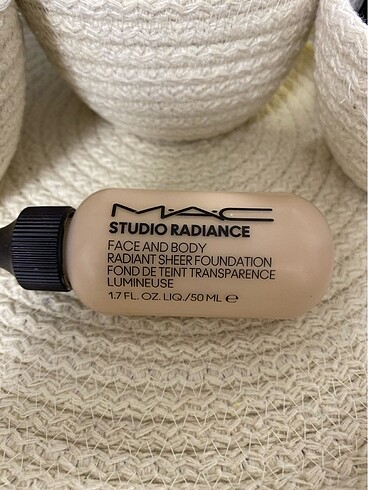 M·A·C
STUDIO RADIANCE
FACE AND BODY
RADIANT SHEER FOUNDATION
FOND DE TEINT TRANSPARENCE
LUMINEUSE
1.7 FL. OZ. LIQ./50 ML ℮